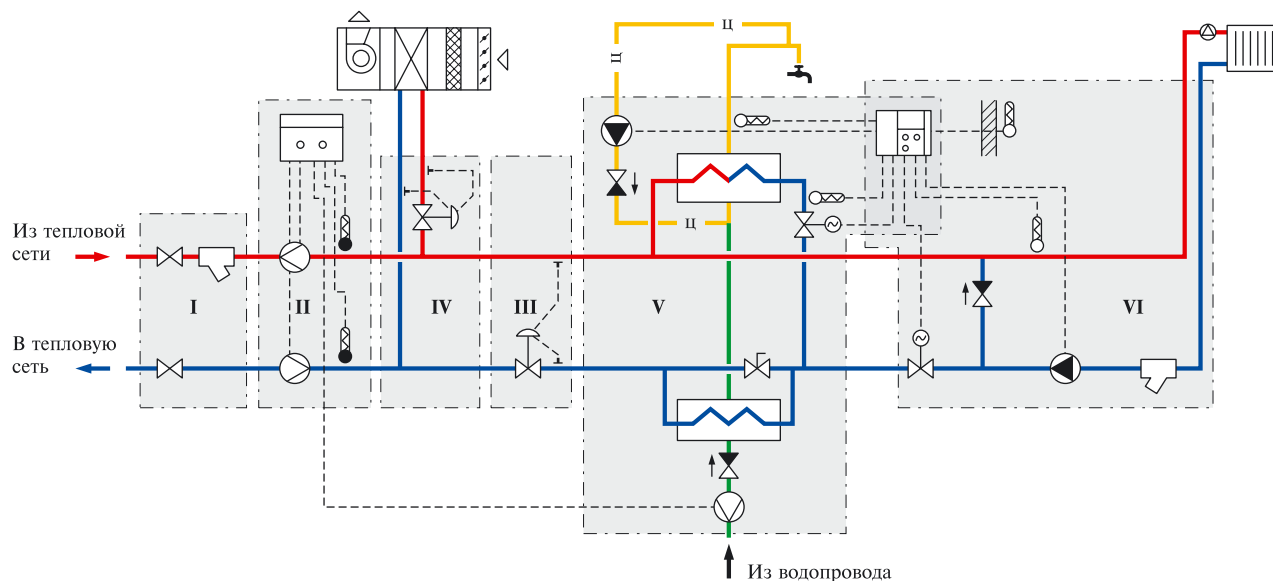 Ц
Ц
Из тепловой
сети
Ц
I
II
IV
III
V
VI
В тепловую
сеть
Из водопровода